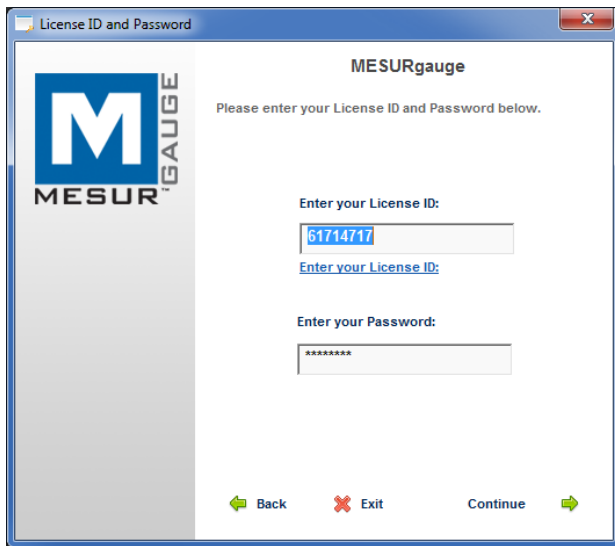 License ID and Password
MESURgauge
Please enter your License ID and Password below.
M
GAUGE
MESUR™
Enter your License ID:
61714717
Enter your License ID:
Enter your Password:
********
Back Exit Continue